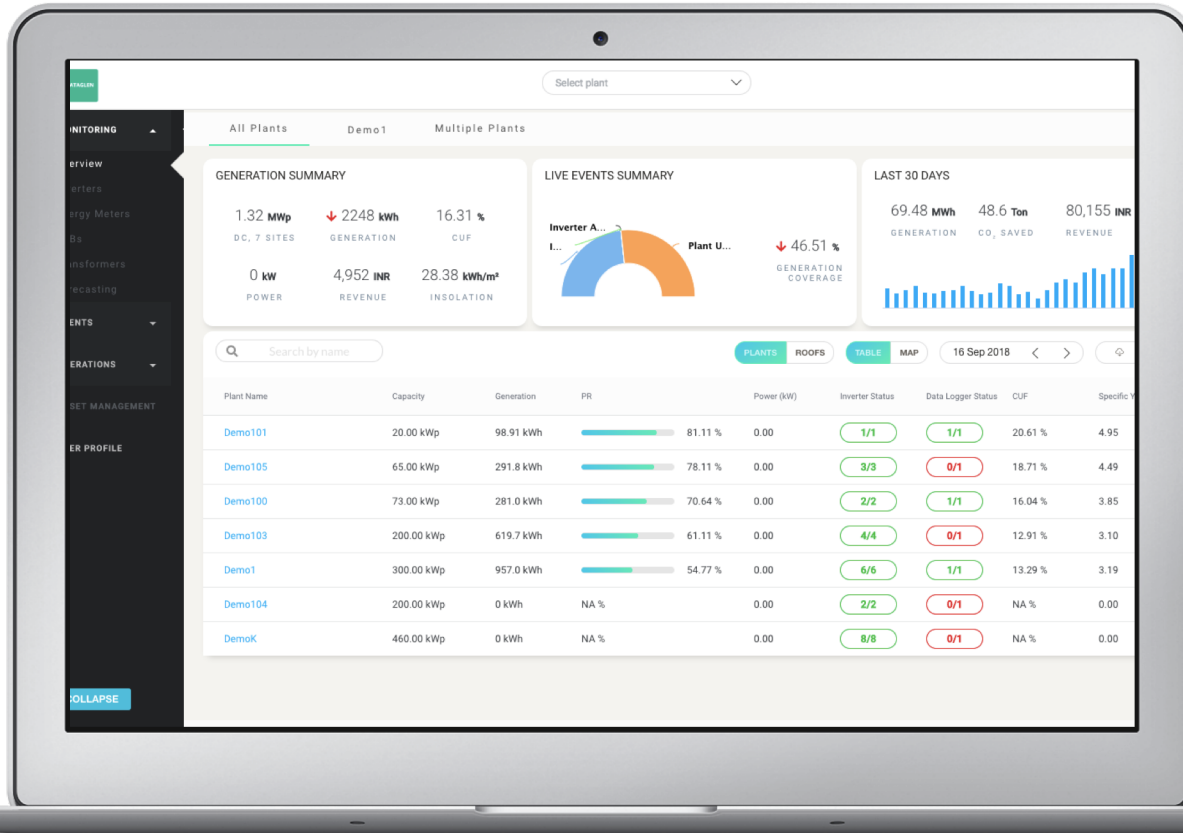 ATAGLEN
Select plant
NITORING
erview
erters
ergy Meters
Bs
ansformers
recasting
ENTS
ERATIONS
SET MANAGEMENT
ER PROFILE
COLLAPSE
All Plants Demo1 Multiple Plants
GENERATION SUMMARY
1.32 MWp 2248 kWh 16.31 %
DC, 7 SITES GENERATION CUF
0 kW 4,952 INR 28.38 kWh/m²
POWER REVENUE INSOLATION
LIVE EVENTS SUMMARY
Inverter A...
I...
Plant U...
46.51 %
GENERATION
COVERAGE
LAST 30 DAYS
69.48 MWh 48.6 Ton 80,155 INR
GENERATION CO₂ SAVED REVENUE
Search by name PLANTS ROOFS TABLE MAP 16 Sep 2018
Plant Name Capacity Generation PR Power (kW) Inverter Status Data Logger Status CUF Specific Y
Demo101 20.00 kWp 98.91 kWh 81.11 % 0.00 1/1 1/1 20.61 % 4.95
Demo105 65.00 kWp 291.8 kWh 78.11 % 0.00 3/3 0/1 18.71 % 4.49
Demo100 73.00 kWp 281.0 kWh 70.64 % 0.00 2/2 1/1 16.04 % 3.85
Demo103 200.00 kWp 619.7 kWh 61.11 % 0.00 4/4 0/1 12.91 % 3.10
Demo1 300.00 kWp 957.0 kWh 54.77 % 0.00 6/6 1/1 13.29 % 3.19
Demo104 200.00 kWp 0 kWh NA % 0.00 2/2 0/1 NA % 0.00
DemoK 460.00 kWp 0 kWh NA % 0.00 8/8 0/1 NA % 0.00